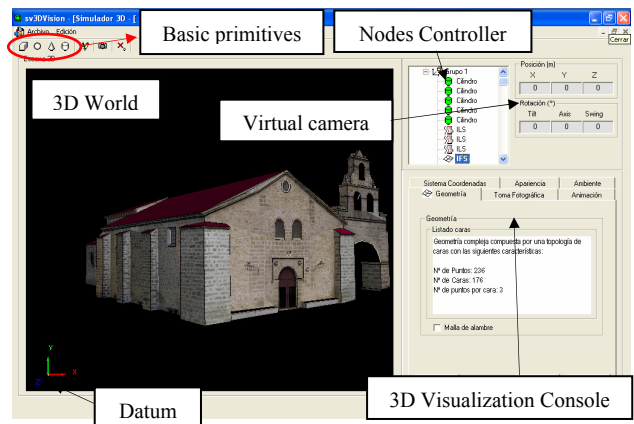 sv3DVision - [Simulador 3D - [
Basic primitives
Nodes Controller
Archivo Edición
Cerrar
Escena 3D
3D World
Virtual camera
Grupo 1
Cilindro
Cilindro
Cilindro
Cilindro
ILS
ILS
ILS
IFS
Posición (m)
X Y Z
0 0 0
Rotación (º)
Tilt Axis Swing
0 0 0
Sistema Coordenadas Apariencia Ambiente
Geometría Toma Fotográfica Animación
Geometría
Listado caras
Geometría compleja compuesta por una topología de
caras con las siguientes características:
Nº de Puntos: 236
Nº de Caras: 176
Nº de puntos por cara: 3
Malla de alambre
Y
X
Z
Datum
3D Visualization Console